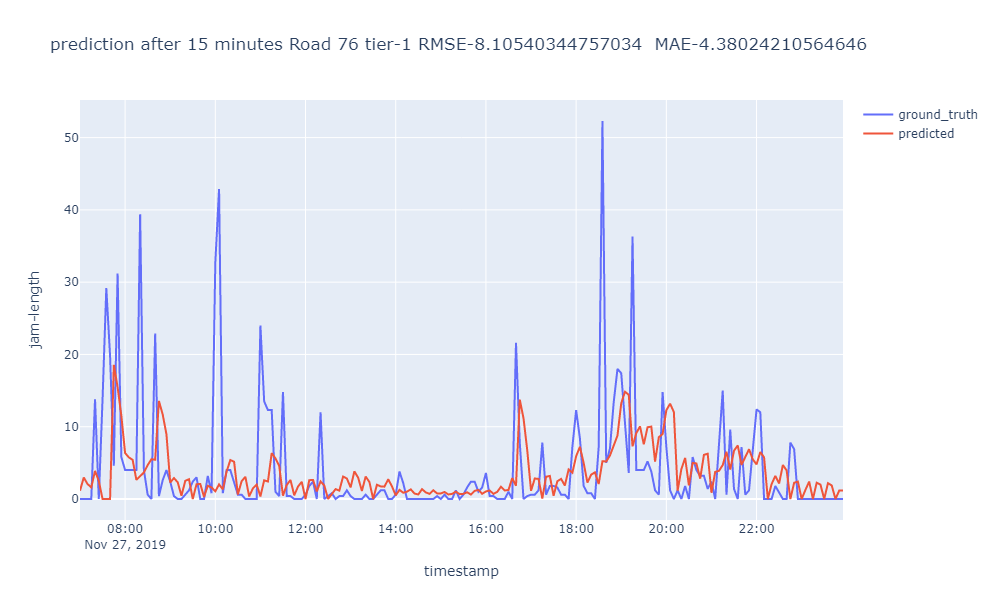 prediction after 15 minutes Road 76 tier-1 RMSE-8.10540344757034  MAE-4.38024210564646
ground_truth
predicted
jam-length
50
40
30
20
10
0
08:00 10:00 12:00 14:00 16:00 18:00 20:00 22:00
Nov 27, 2019
timestamp